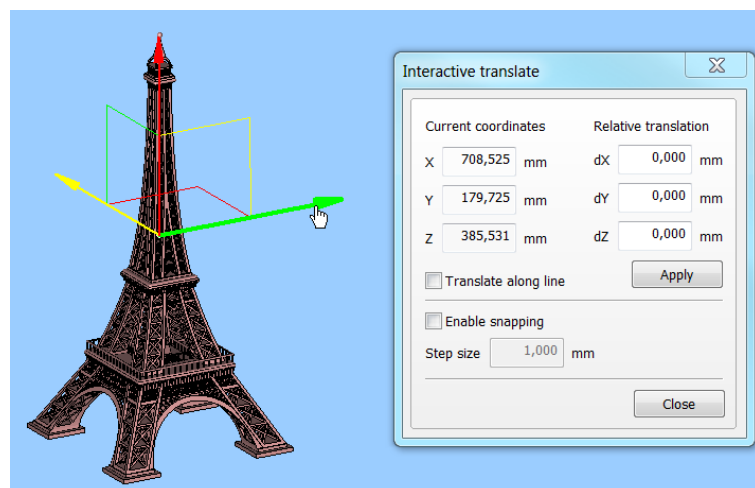 Interactive translate
Current coordinates Relative translation
X 708,525 mm dX 0,000 mm
Y 179,725 mm dY 0,000 mm
Z 385,531 mm dZ 0,000 mm
Translate along line Apply
Enable snapping
Step size 1,000 mm
Close